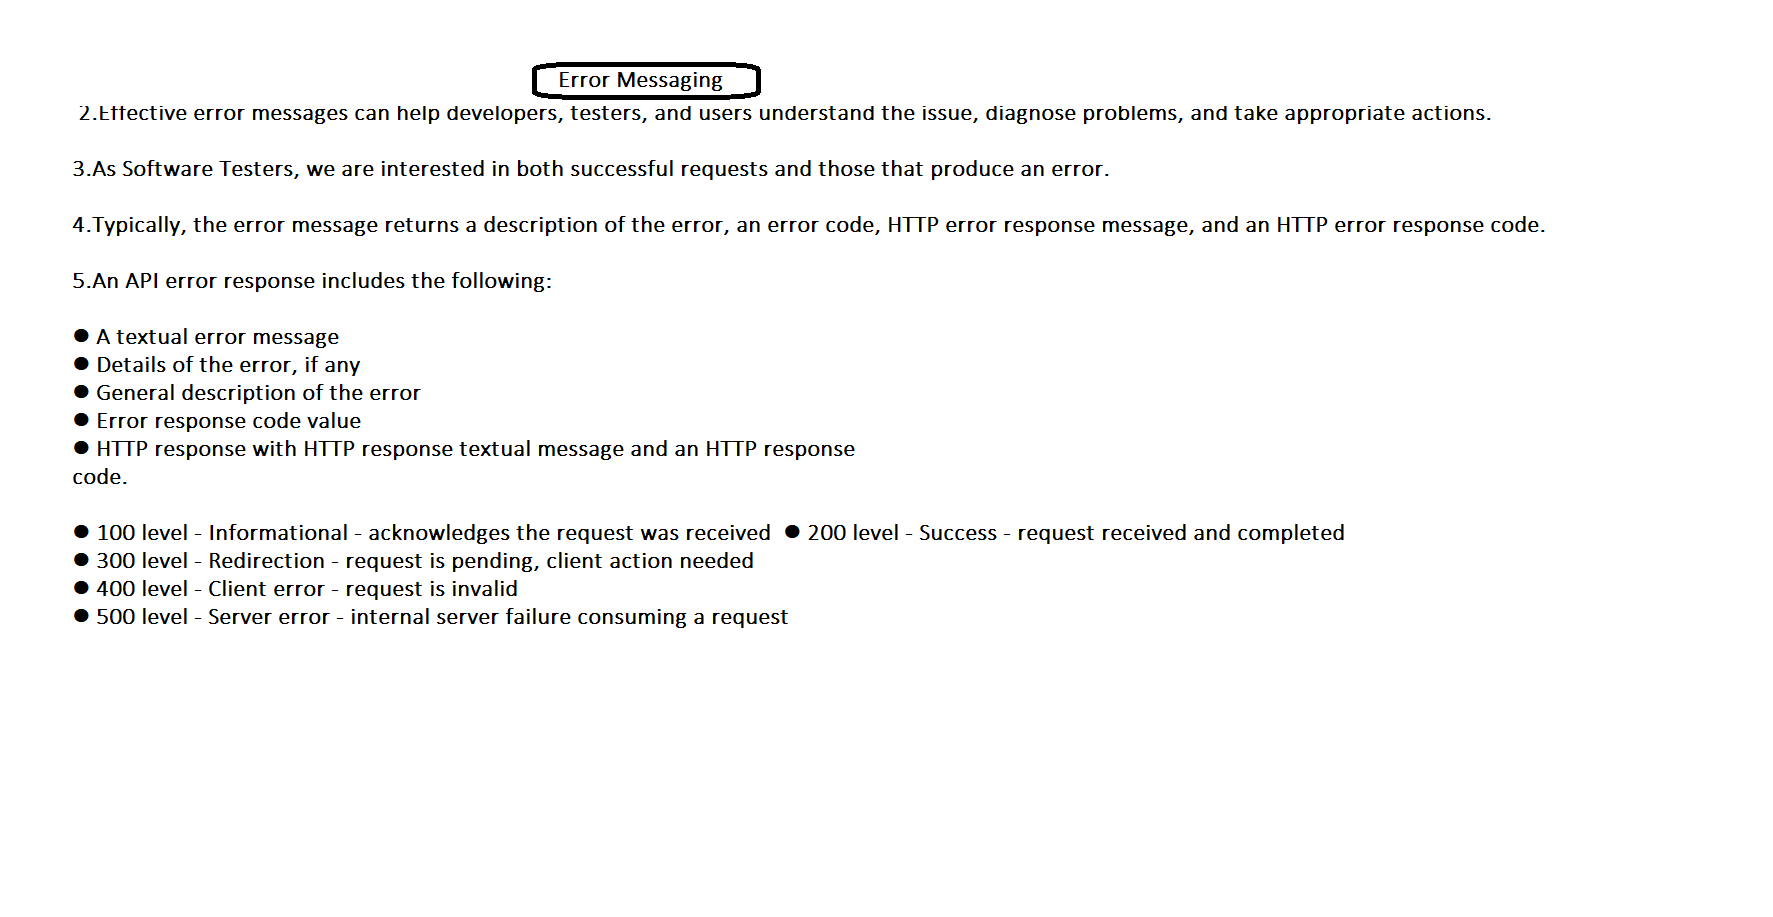 Error Messaging
2.Effective error messages can help developers, testers, and users understand the issue, diagnose problems, and take appropriate actions.
3.As Software Testers, we are interested in both successful requests and those that produce an error.
4.Typically, the error message returns a description of the error, an error code, HTTP error response message, and an HTTP error response code.
5.An API error response includes the following:
● A textual error message
● Details of the error, if any
● General description of the error
● Error response code value
● HTTP response with HTTP response textual message and an HTTP response
code.
● 100 level - Informational - acknowledges the request was received ● 200 level - Success - request received and completed
● 300 level - Redirection - request is pending, client action needed
● 400 level - Client error - request is invalid
● 500 level - Server error - internal server failure consuming a request